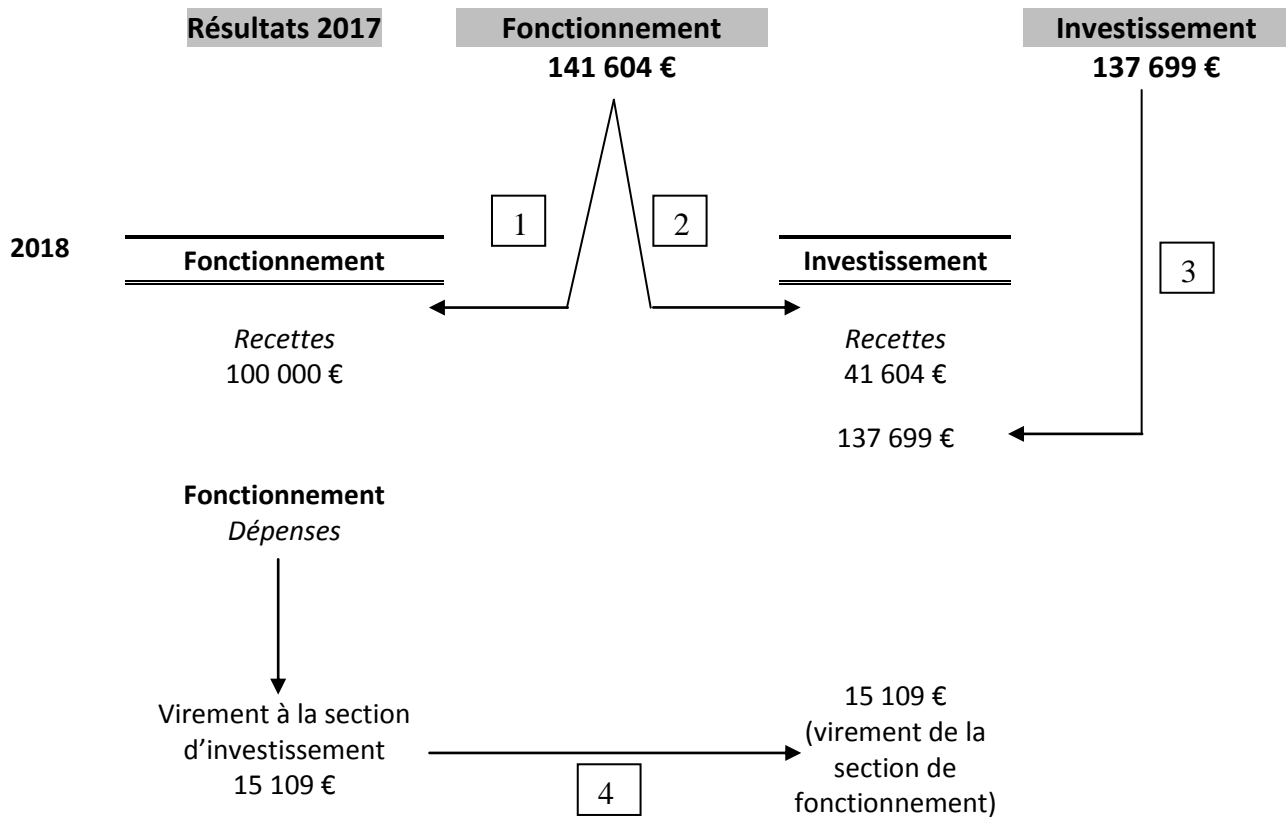 Résultats 2017 Fonctionnement Investissement
141 604 € 137 699 €
1 2
2018 Fonctionnement Investissement 3
Recettes Recettes
100 000 € 41 604 €
137 699 €
Fonctionnement
Dépenses
Virement à la section
d’investissement
15 109 €
4
15 109 €
(virement de la
section de
fonctionnement)